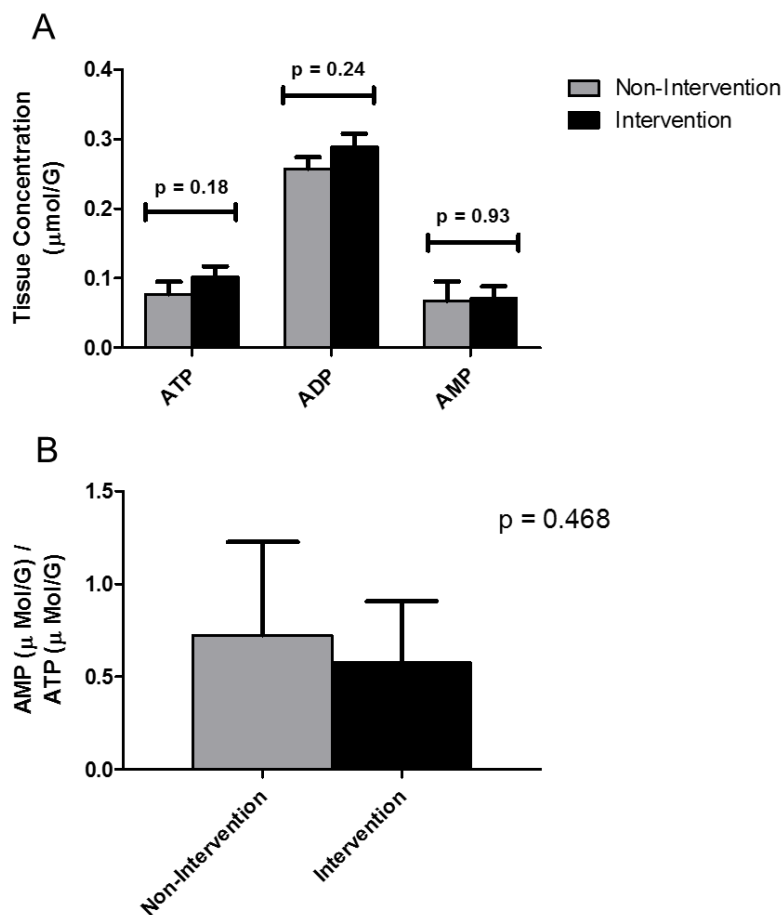 A
Tissue Concentration
(μmol/G)
0.4
0.3
0.2
0.1
0.0
p = 0.18
p = 0.24
p = 0.93
ATP
ADP
AMP
Non-Intervention
Intervention
B
AMP (μ Mol/G) /
ATP (μ Mol/G)
1.5
1.0
0.5
0.0
p = 0.468
Non-Intervention
Intervention